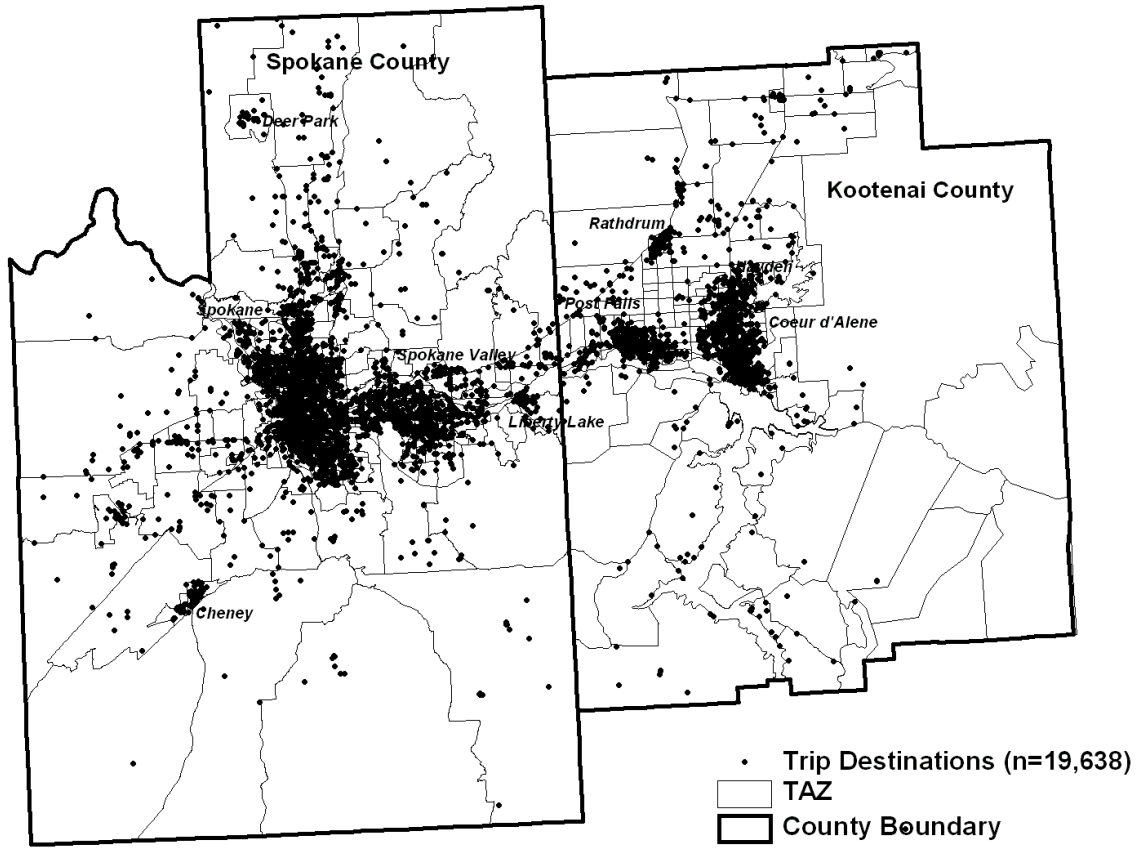 Spokane County
Deer Park
Kootenai County
Rathdrum
Hayden
Post Falls
Spokane
Coeur d'Alene
Spokane Valley
Liberty Lake
Cheney
Trip Destinations (n=19,638)
TAZ
County Boundary